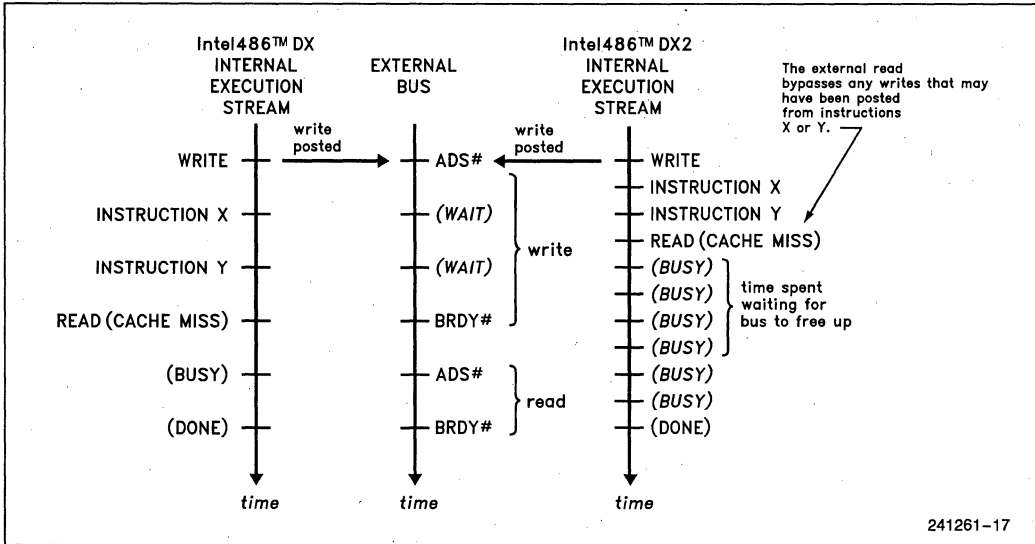 Intel486™ DX
INTERNAL
EXECUTION
STREAM
EXTERNAL
BUS
Intel486™ DX2
INTERNAL
EXECUTION
STREAM
The external read
bypasses any writes that may
have been posted
from instructions
X or Y.
write
posted
write
posted
WRITE
INSTRUCTION X
INSTRUCTION Y
READ (CACHE MISS)
(BUSY)
(DONE)
time
ADS#
(WAIT)
(WAIT)
BRDY#
ADS#
BRDY#
time
write
read
WRITE
INSTRUCTION X
INSTRUCTION Y
READ (CACHE MISS)
(BUSY)
(BUSY)
(BUSY)
(BUSY)
(BUSY)
(BUSY)
(DONE)
time
time spent
waiting for
bus to free up
241261–17